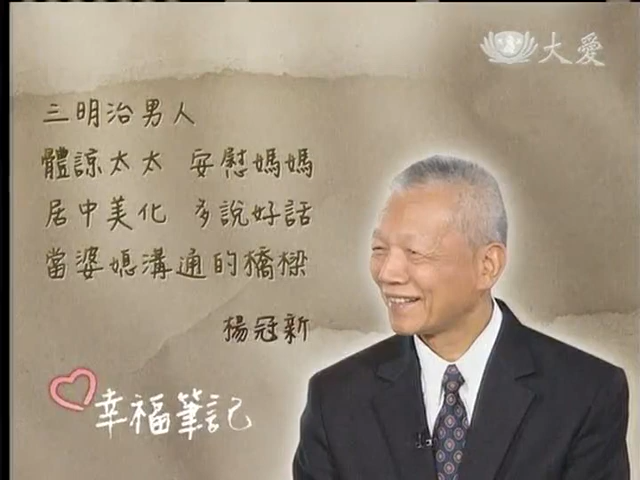 大愛
三明治男人
體諒太太 安慰媽媽
居中美化 多說好話
當婆媳溝通的橋樑
楊冠新
幸福筆記